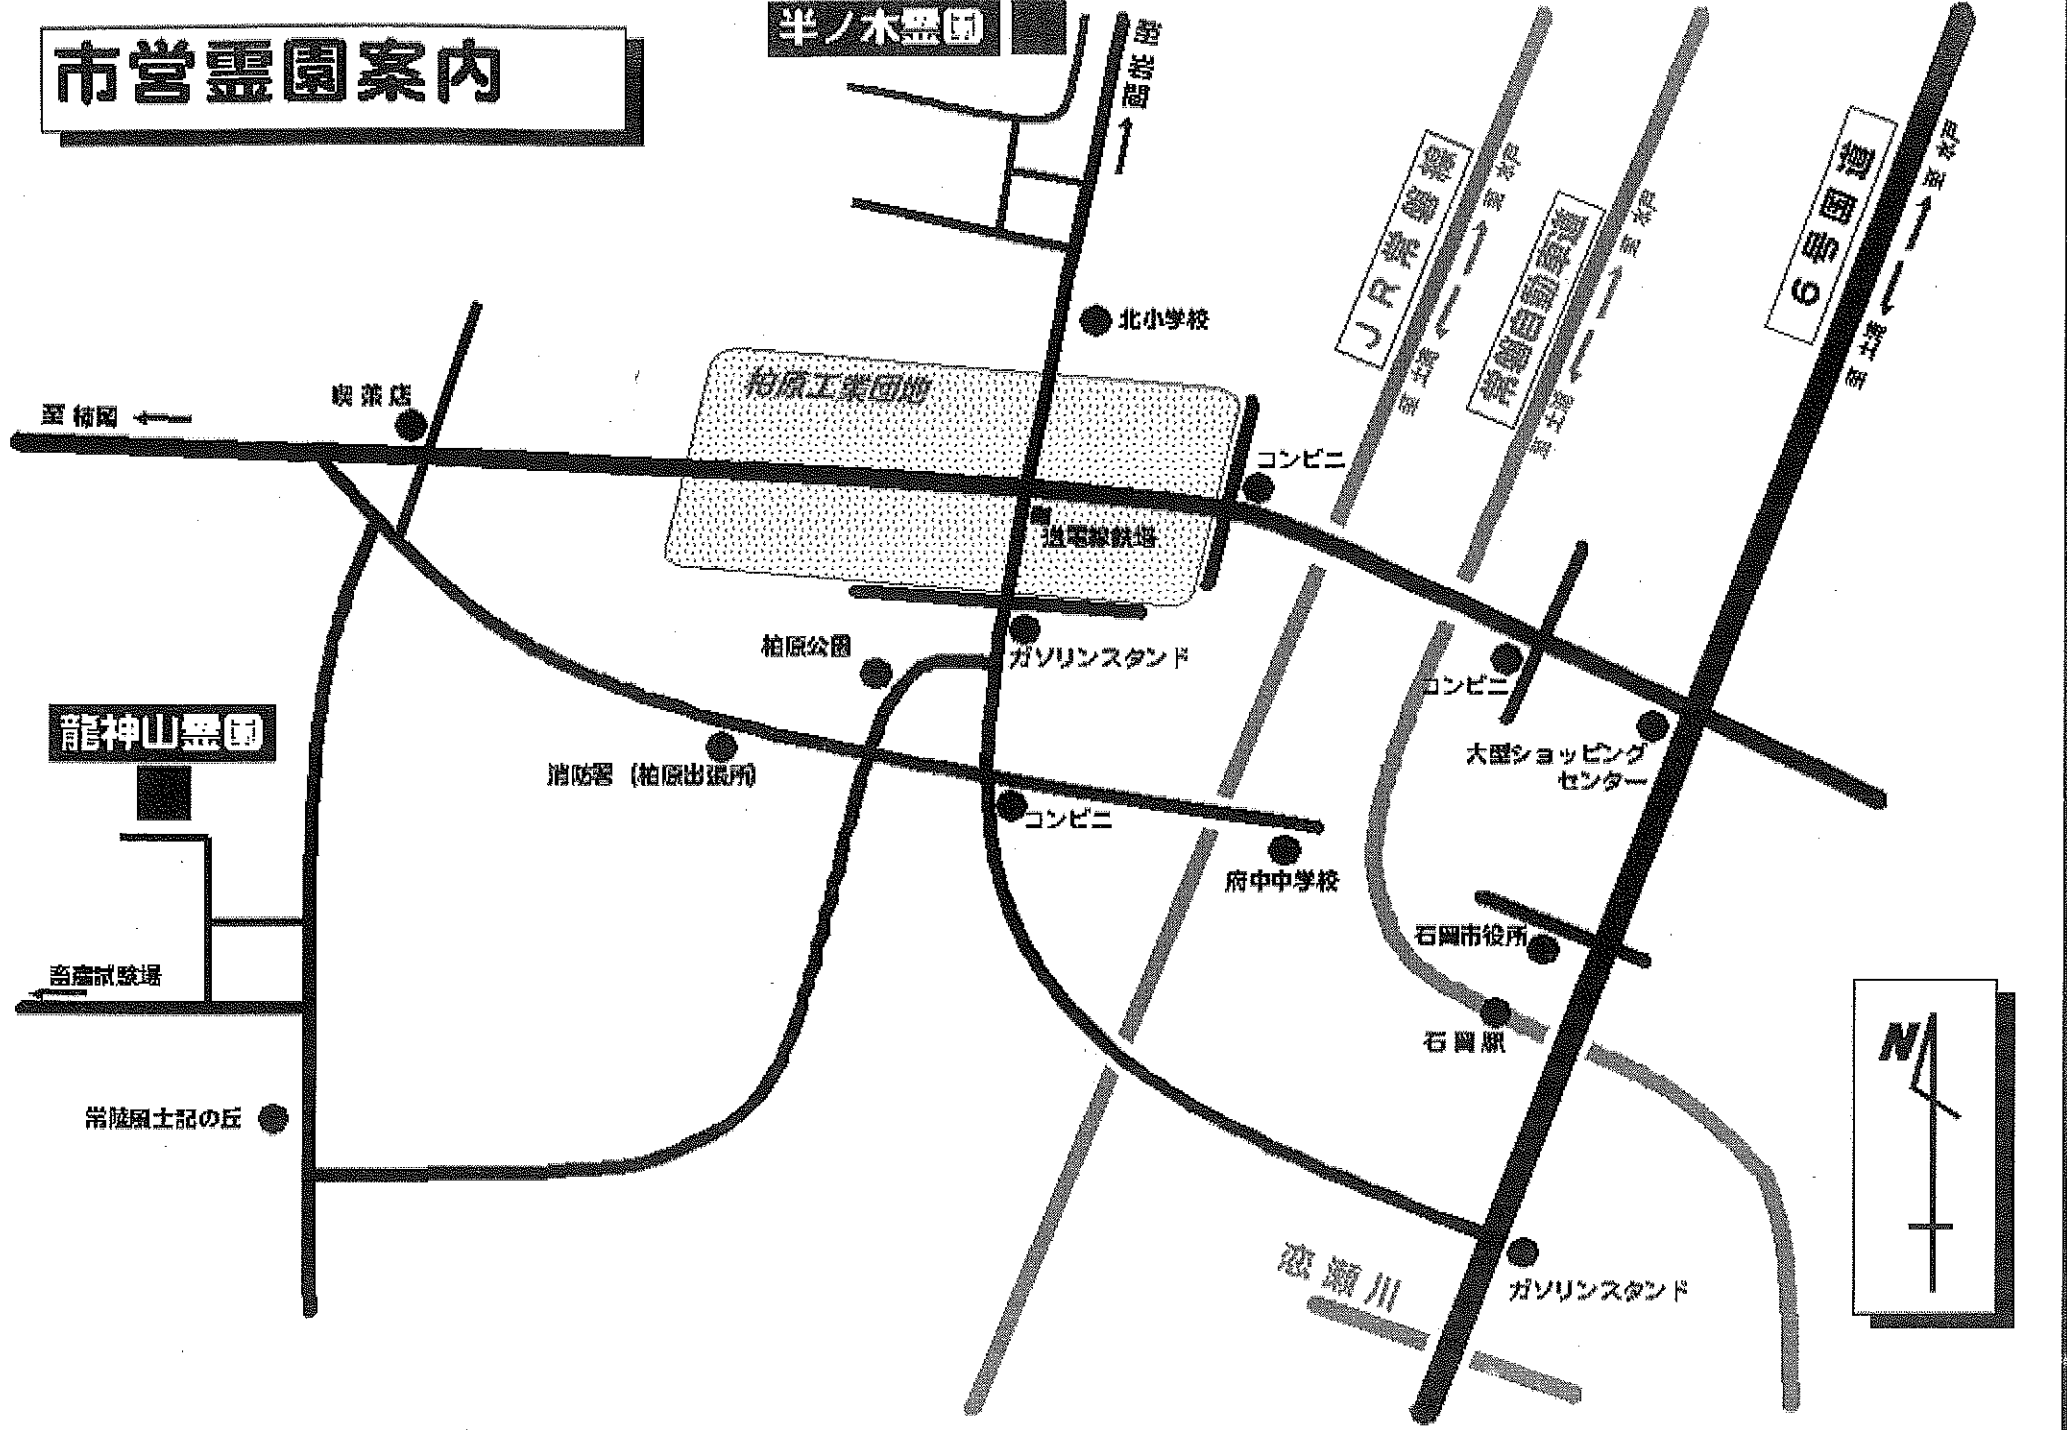 市営霊園案内
半ノ木霊園
至 笠間
JR常磐線
至 水戸
至 土浦
常磐自動車道
至 水戸
至 土浦
6号国道
至 水戸
至 土浦
北小学校
柏原工業団地
喫茶店
至 柿岡
コンビニ
送電線鉄塔
柏原公園
ガソリンスタンド
コンビニ
龍神山霊園
大型ショッピング
センター
消防署 (柏原出張所)
コンビニ
府中中学校
石岡市役所
畜産試験場
石岡駅
N
常陸風土記の丘
恋瀬川
ガソリンスタンド